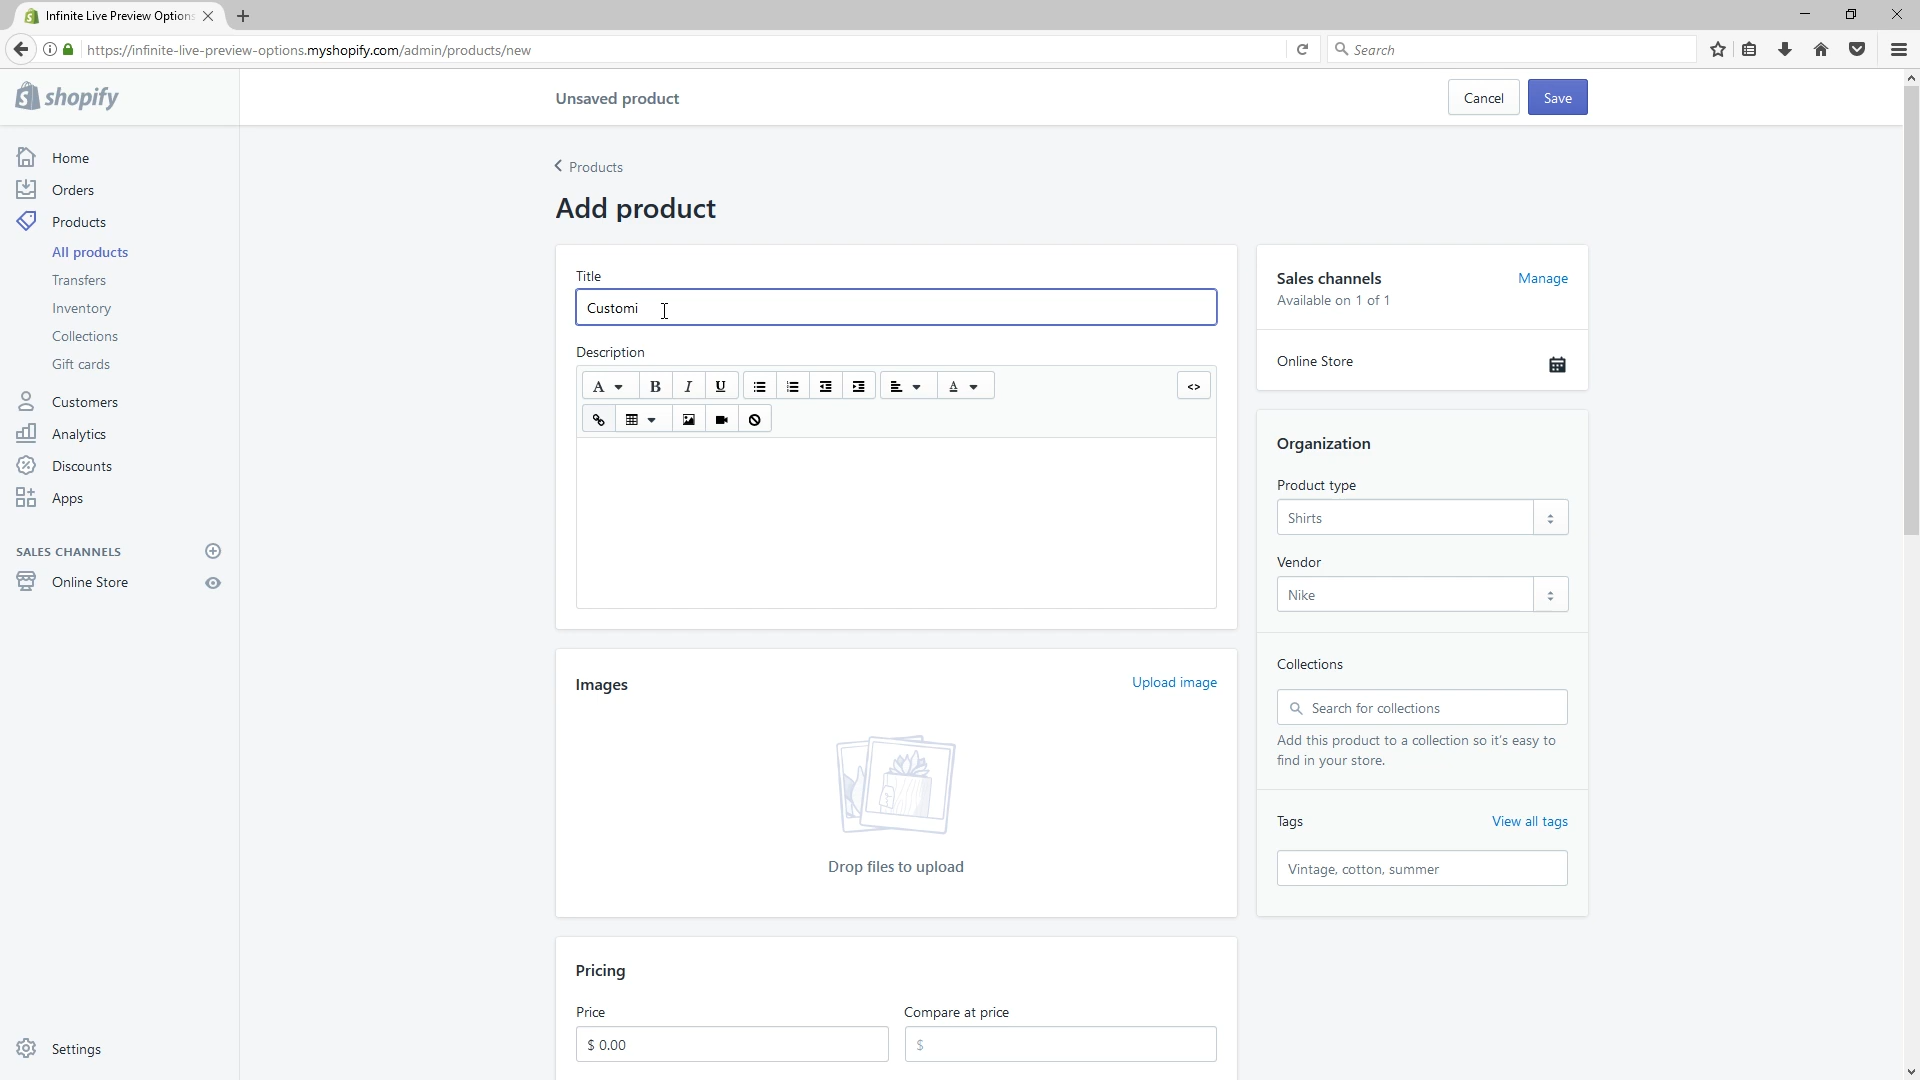 Infinite Live Preview Options
https://infinite-live-preview-options.myshopify.com/admin/products/new
Search
shopify
Unsaved product
Cancel
Save
Home
Orders
Products
All products
Transfers
Inventory
Collections
Gift cards
Customers
Analytics
Discounts
Apps
SALES CHANNELS
Online Store
Settings
Products
Add product
Title
Customi
Description
A
B
I
U
A
<>
Images
Upload image
Drop files to upload
Pricing
Price
Compare at price
$ 0.00
$
Sales channels
Manage
Available on 1 of 1
Online Store
Organization
Product type
Shirts
Vendor
Nike
Collections
Search for collections
Add this product to a collection so it's easy to
find in your store.
Tags
View all tags
Vintage, cotton, summer